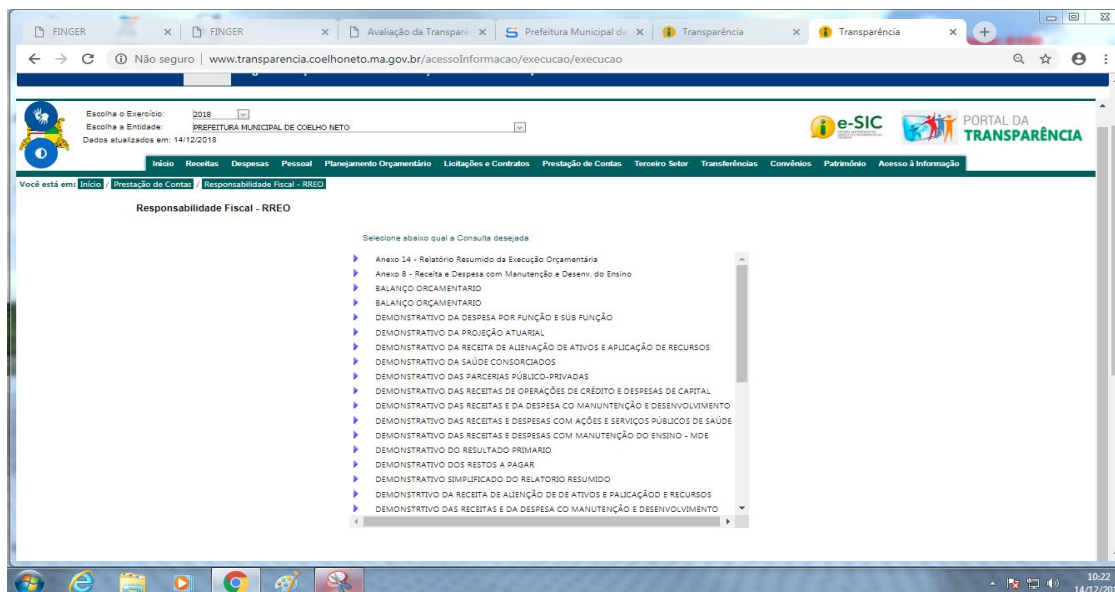 FINGER
FINGER
Avaliação da Transparê
Prefeitura Municipal de
Transparência
Transparência
Não seguro | www.transparencia.coelhoneto.ma.gov.br/acessoInformacao/execucao/execucao
Escolha o Exercício: 2018
Escolha a Entidade: PREFEITURA MUNICIPAL DE COELHO NETO
Dados atualizados em: 14/12/2018
e-SIC
PORTAL DA
TRANSPARÊNCIA
Início Receitas Despesas Pessoal Planejamento Orçamentário Licitações e Contratos Prestação de Contas Terceiro Setor Transferências Convênios Patrimônio Acesso à Informação
Você está em: Início / Prestação de Contas / Responsabilidade Fiscal - RREO
Responsabilidade Fiscal - RREO
Selecione abaixo qual a Consulta desejada
Anexo 14 - Relatório Resumido da Execução Orçamentária
Anexo 8 - Receita e Despesa com Manutenção e Desenv. do Ensino
BALANÇO ORCAMENTARIO
BALANÇO ORÇAMENTARIO
DEMONSTRATIVO DA DESPESA POR FUNÇÃO E SUB FUNÇÃO
DEMONSTRATIVO DA PROJEÇÃO ATUARIAL
DEMONSTRATIVO DA RECEITA DE ALIENAÇÃO DE ATIVOS E APLICAÇÃO DE RECURSOS
DEMONSTRATIVO DA SAÚDE CONSORCIADOS
DEMONSTRATIVO DAS PARCERIAS PÚBLICO-PRIVADAS
DEMONSTRATIVO DAS RECEITAS DE OPERAÇÕES DE CRÉDITO E DESPESAS DE CAPITAL
DEMONSTRATIVO DAS RECEITAS E DA DESPESA CO MANUNTENÇÃO E DESENVOLVIMENTO
DEMONSTRATIVO DAS RECEITAS E DESPESAS COM AÇÕES E SERVIÇOS PÚBLICOS DE SAÚDE
DEMONSTRATIVO DAS RECEITAS E DESPESAS COM MANUTENÇÃO DO ENSINO - MDE
DEMONSTRATIVO DO RESULTADO PRIMARIO
DEMONSTRATIVO DOS RESTOS A PAGAR
DEMONSTRATIVO SIMPLIFICADO DO RELATORIO RESUMIDO
DEMONSTRTIVO DA RECEITA DE ALIENÇÃO DE DE ATIVOS E PALICAÇÃOD E RECURSOS
DEMONSTRTIVO DAS RECEITAS E DA DESPESA CO MANUTENÇÃO E DESENVOLVIMENTO
10:22
14/12/201